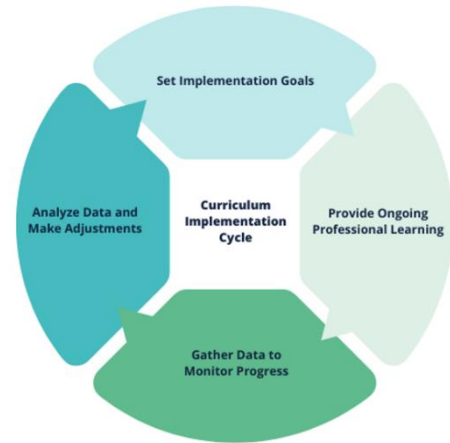 Set Implementation Goals
Curriculum
Implementation
Cycle
Provide Ongoing
Professional Learning
Gather Data to
Monitor Progress
Analyze Data and
Make Adjustments